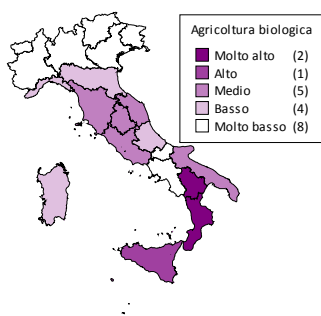 Agricoltura biologica
Molto alto (2)
Alto (1)
Medio (5)
Basso (4)
Molto basso (8)